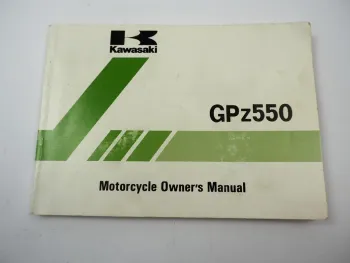 Kawasaki
GPz550
Motorcycle Owner's Manual